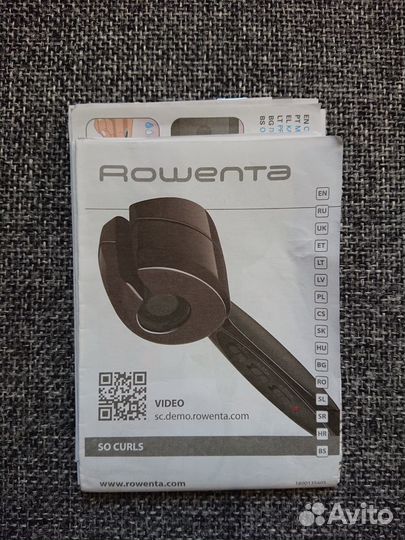 Rowenta
EN
RU
UK
ET
LT
LV
PL
CS
SK
HU
BG
RO
SL
SR
HR
BS
VIDEO
sc.demo.rowenta.com
SO CURLS
www.rowenta.com
Avito